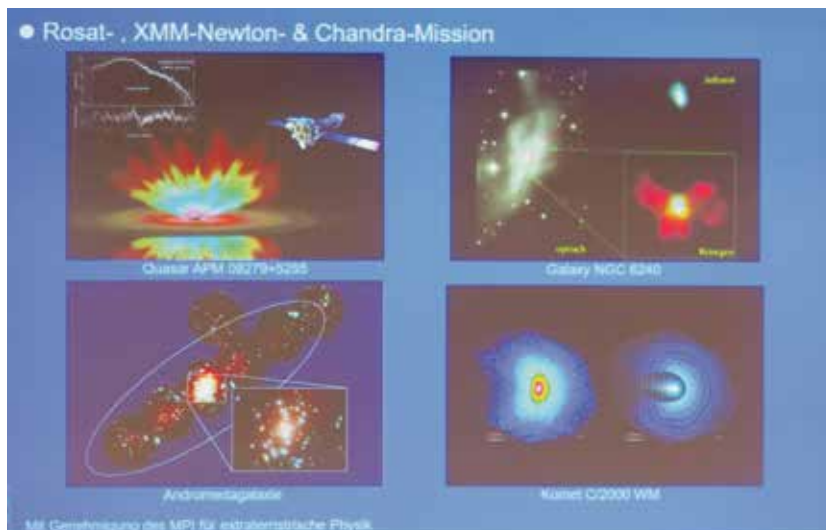 Rosat- , XMM-Newton- & Chandra-Mission
Quasar APM 08279+5255
infrarot
optisch
Röntgen
Galaxy NGC 6240
Andromedagalaxie
Komet C/2000 WM
Mit Genehmigung des MPI für extraterristrische Physik